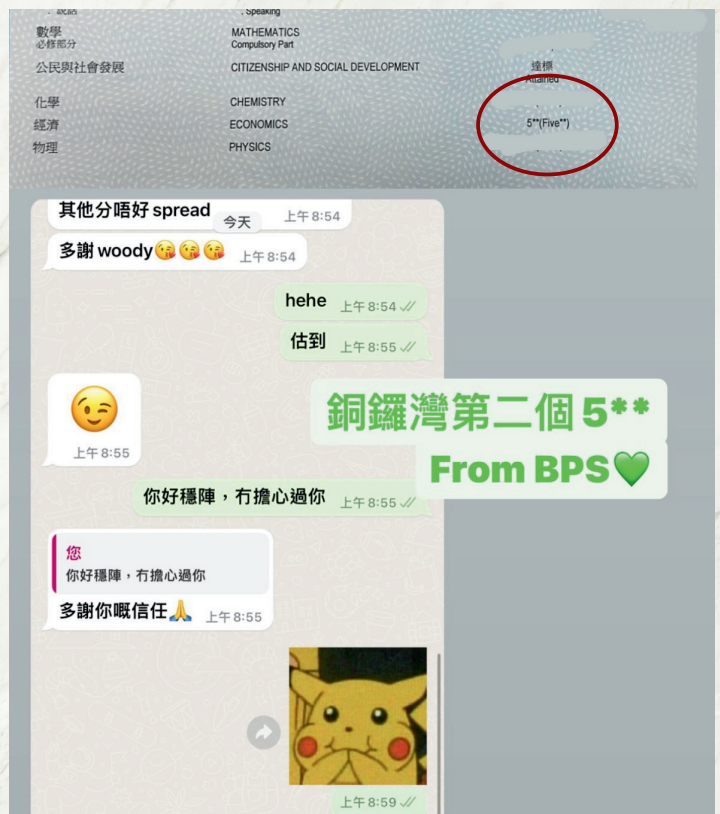 , Speaking
數學 MATHEMATICS
必修部分 Compulsory Part
公民與社會發展 CITIZENSHIP AND SOCIAL DEVELOPMENT 達標
Attained
化學 CHEMISTRY
經濟 ECONOMICS 5**(Five**)
物理 PHYSICS
其他分唔好 spread 上午 8:54
今天
多謝 woody😘😘😘 上午 8:54
hehe 上午 8:54
估到 上午 8:55
😉
上午 8:55
銅鑼灣第二個 5**
From BPS💚
你好穩陣，冇擔心過你 上午 8:55
您
你好穩陣，冇擔心過你
多謝你嘅信任🙏 上午 8:55
上午 8:59